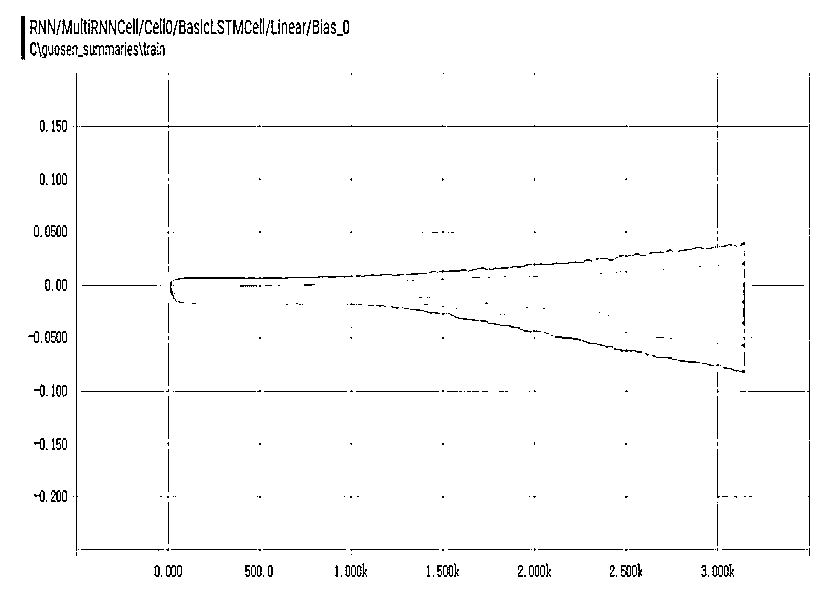 RNN/MultiRNNCell/Cell0/BasicLSTMCell/Linear/Bias_0
C\guosen_summaries\train
0.150
0.100
0.0500
0.00
-0.0500
-0.100
-0.150
-0.200
0.000 500.0 1.000k 1.500k 2.000k 2.500k 3.000k